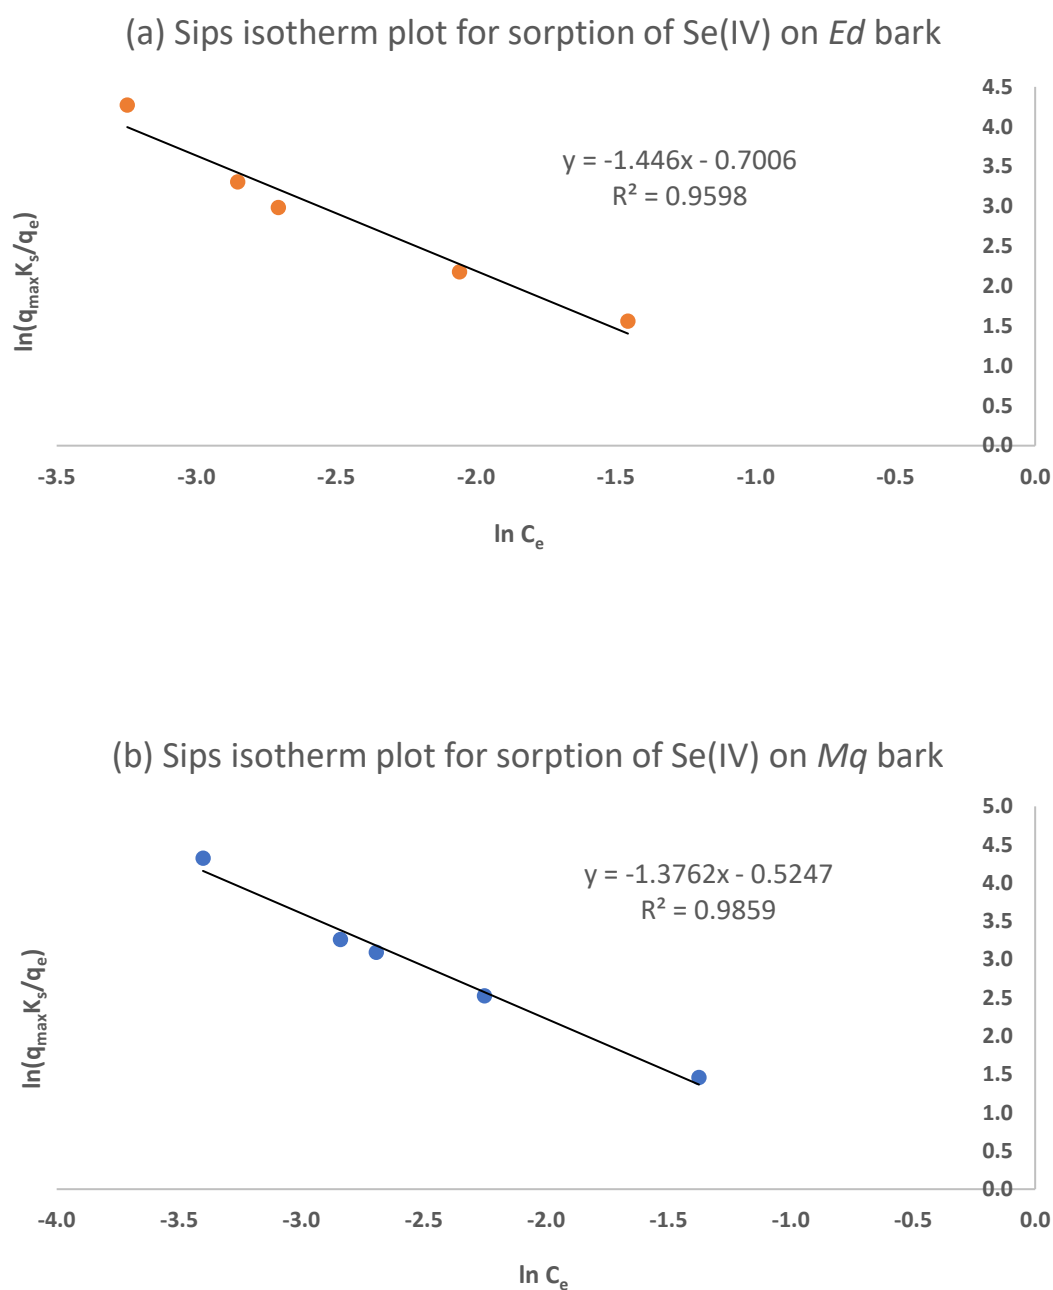 (a) Sips isotherm plot for sorption of Se(IV) on Ed bark
4.5
4.0
3.5
3.0
2.5
2.0
1.5
1.0
0.5
0.0
y = -1.446x - 0.7006
R² = 0.9598
ln(qmaxKs/qe)
-3.5 -3.0 -2.5 -2.0 -1.5 -1.0 -0.5 0.0
ln Ce
(b) Sips isotherm plot for sorption of Se(IV) on Mq bark
5.0
4.5
4.0
3.5
3.0
2.5
2.0
1.5
1.0
0.5
0.0
y = -1.3762x - 0.5247
R² = 0.9859
ln(qmaxKs/qe)
-4.0 -3.5 -3.0 -2.5 -2.0 -1.5 -1.0 -0.5 0.0
ln Ce